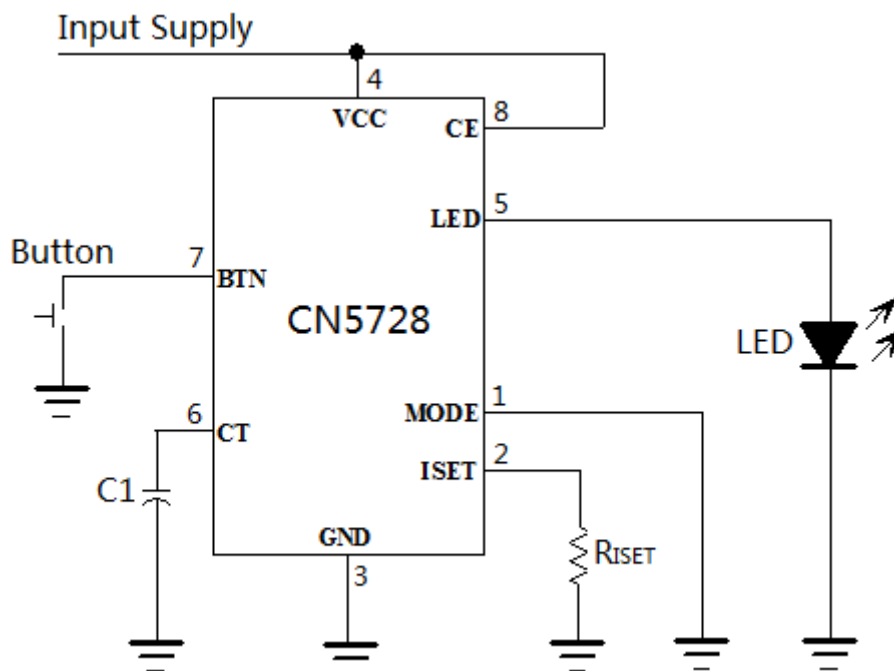 Input Supply
4
VCC
8
CE
5
LED
Button
7
BTN
CN5728
LED
6
CT
1
MODE
C1
2
ISET
GND
3
RISET